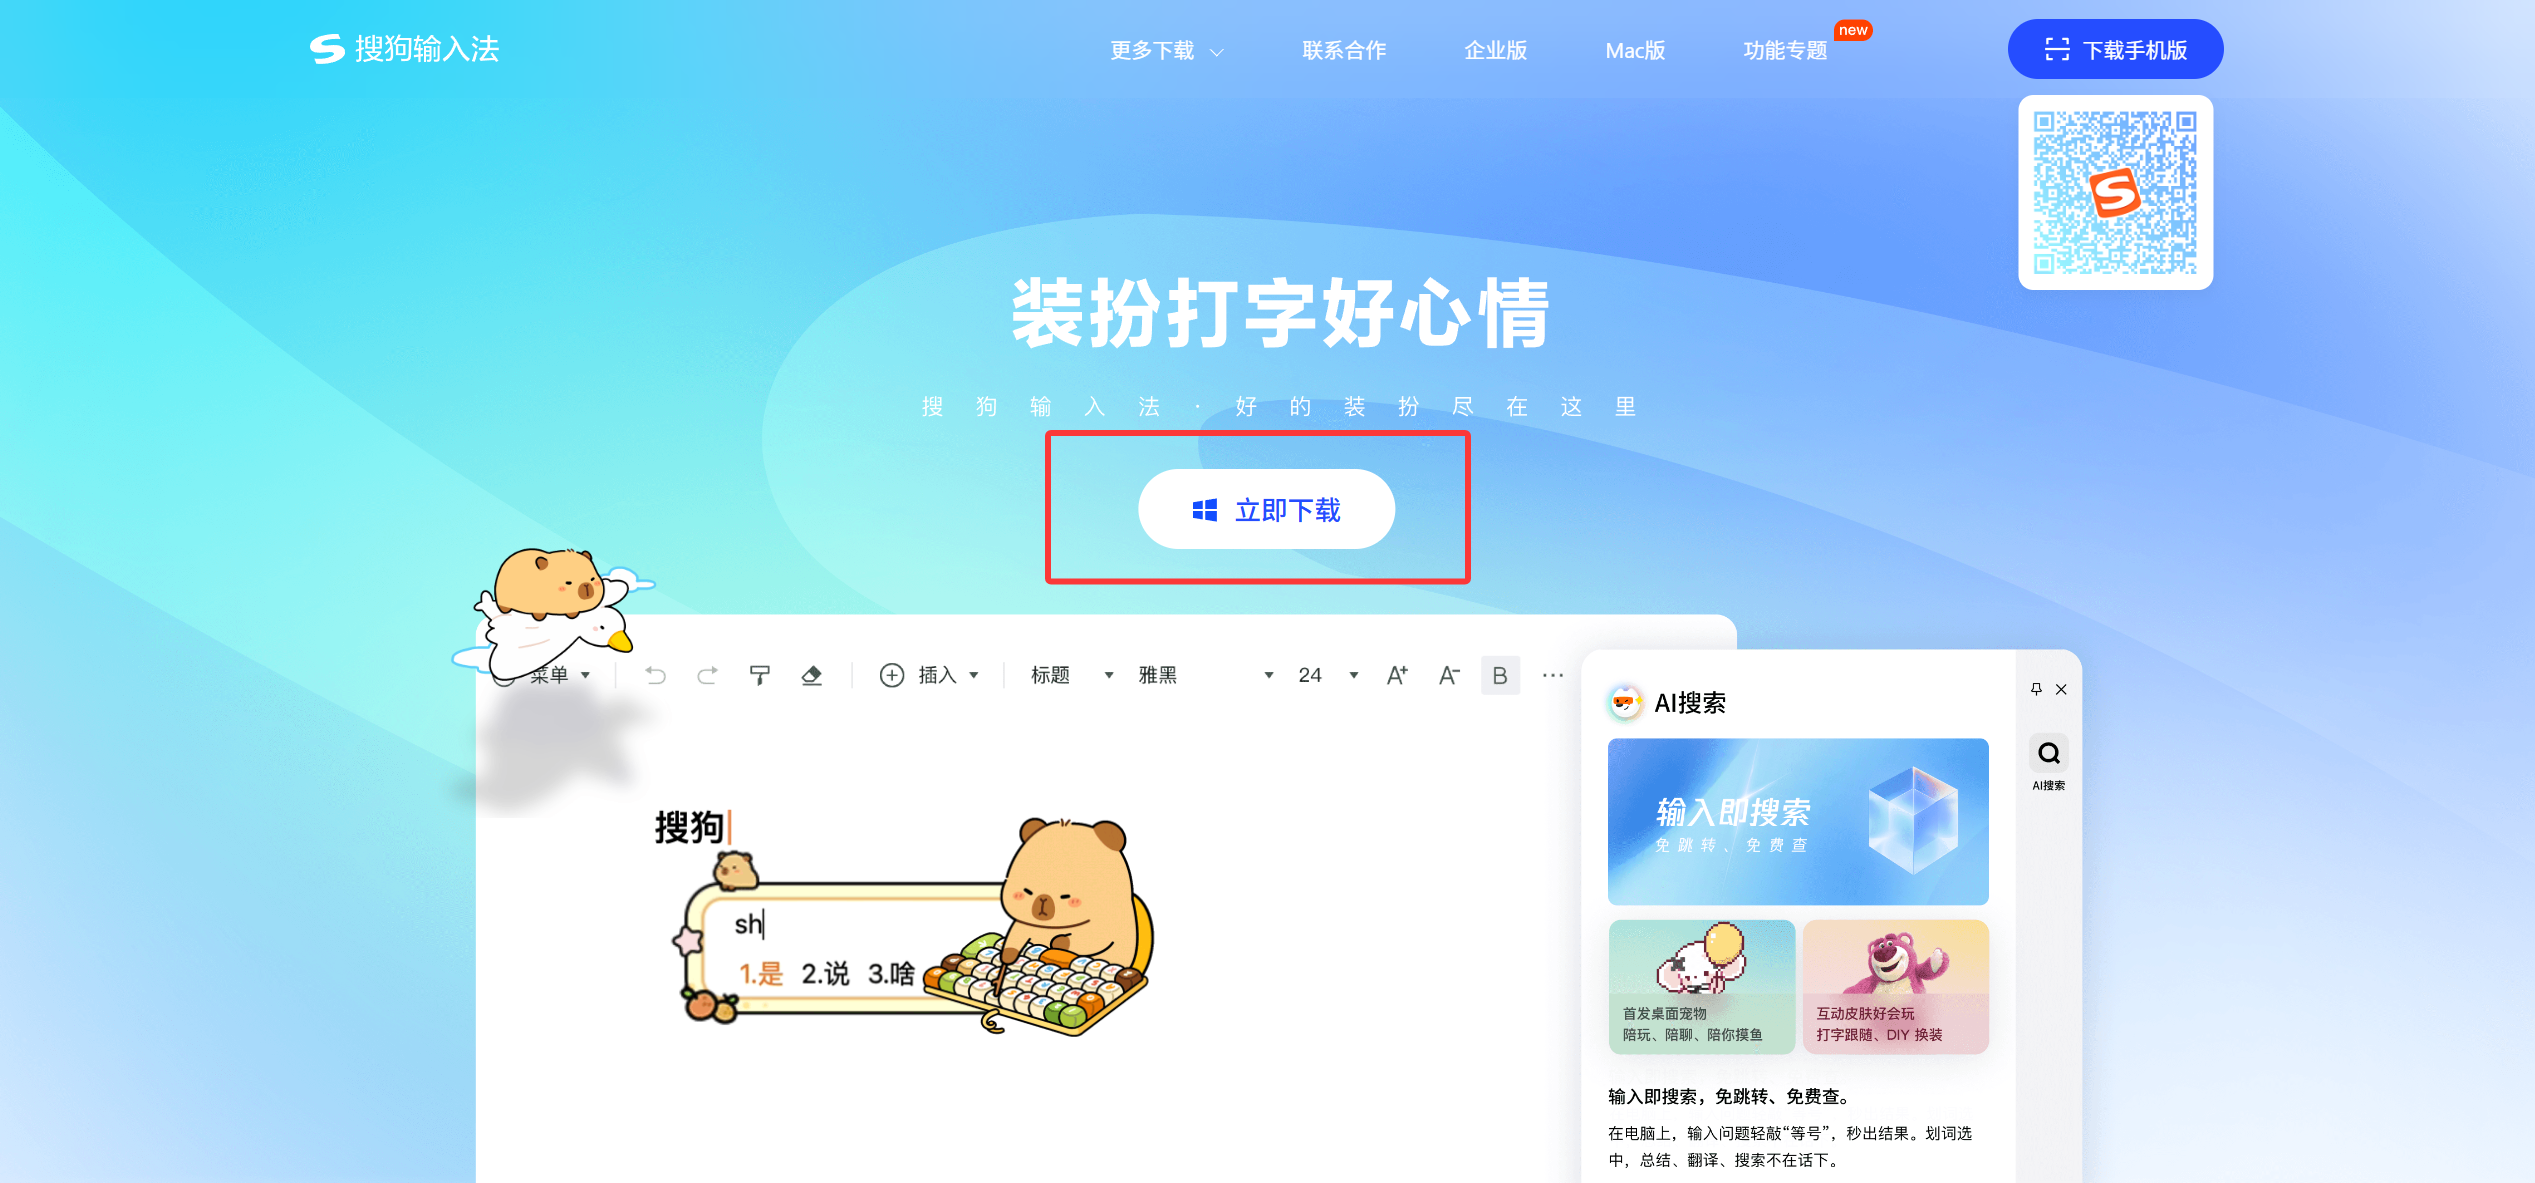 搜狗输入法
更多下载
联系合作
企业版
Mac版
功能专题
new
下载手机版
装扮打字好心情
搜狗输入法·好的装扮尽在这里
立即下载
菜单
插入
标题
雅黑
24
A+
A-
B
搜狗
sh
1.是 2.说 3.啥
AI搜索
AI搜索
输入即搜索
免跳转、免费查
首发桌面宠物
陪玩、陪聊、陪你摸鱼
互动皮肤好会玩
打字跟随、DIY 换装
输入即搜索，免跳转、免费查。
在电脑上，输入问题轻敲“等号”，秒出结果。划词选
中，总结、翻译、搜索不在话下。